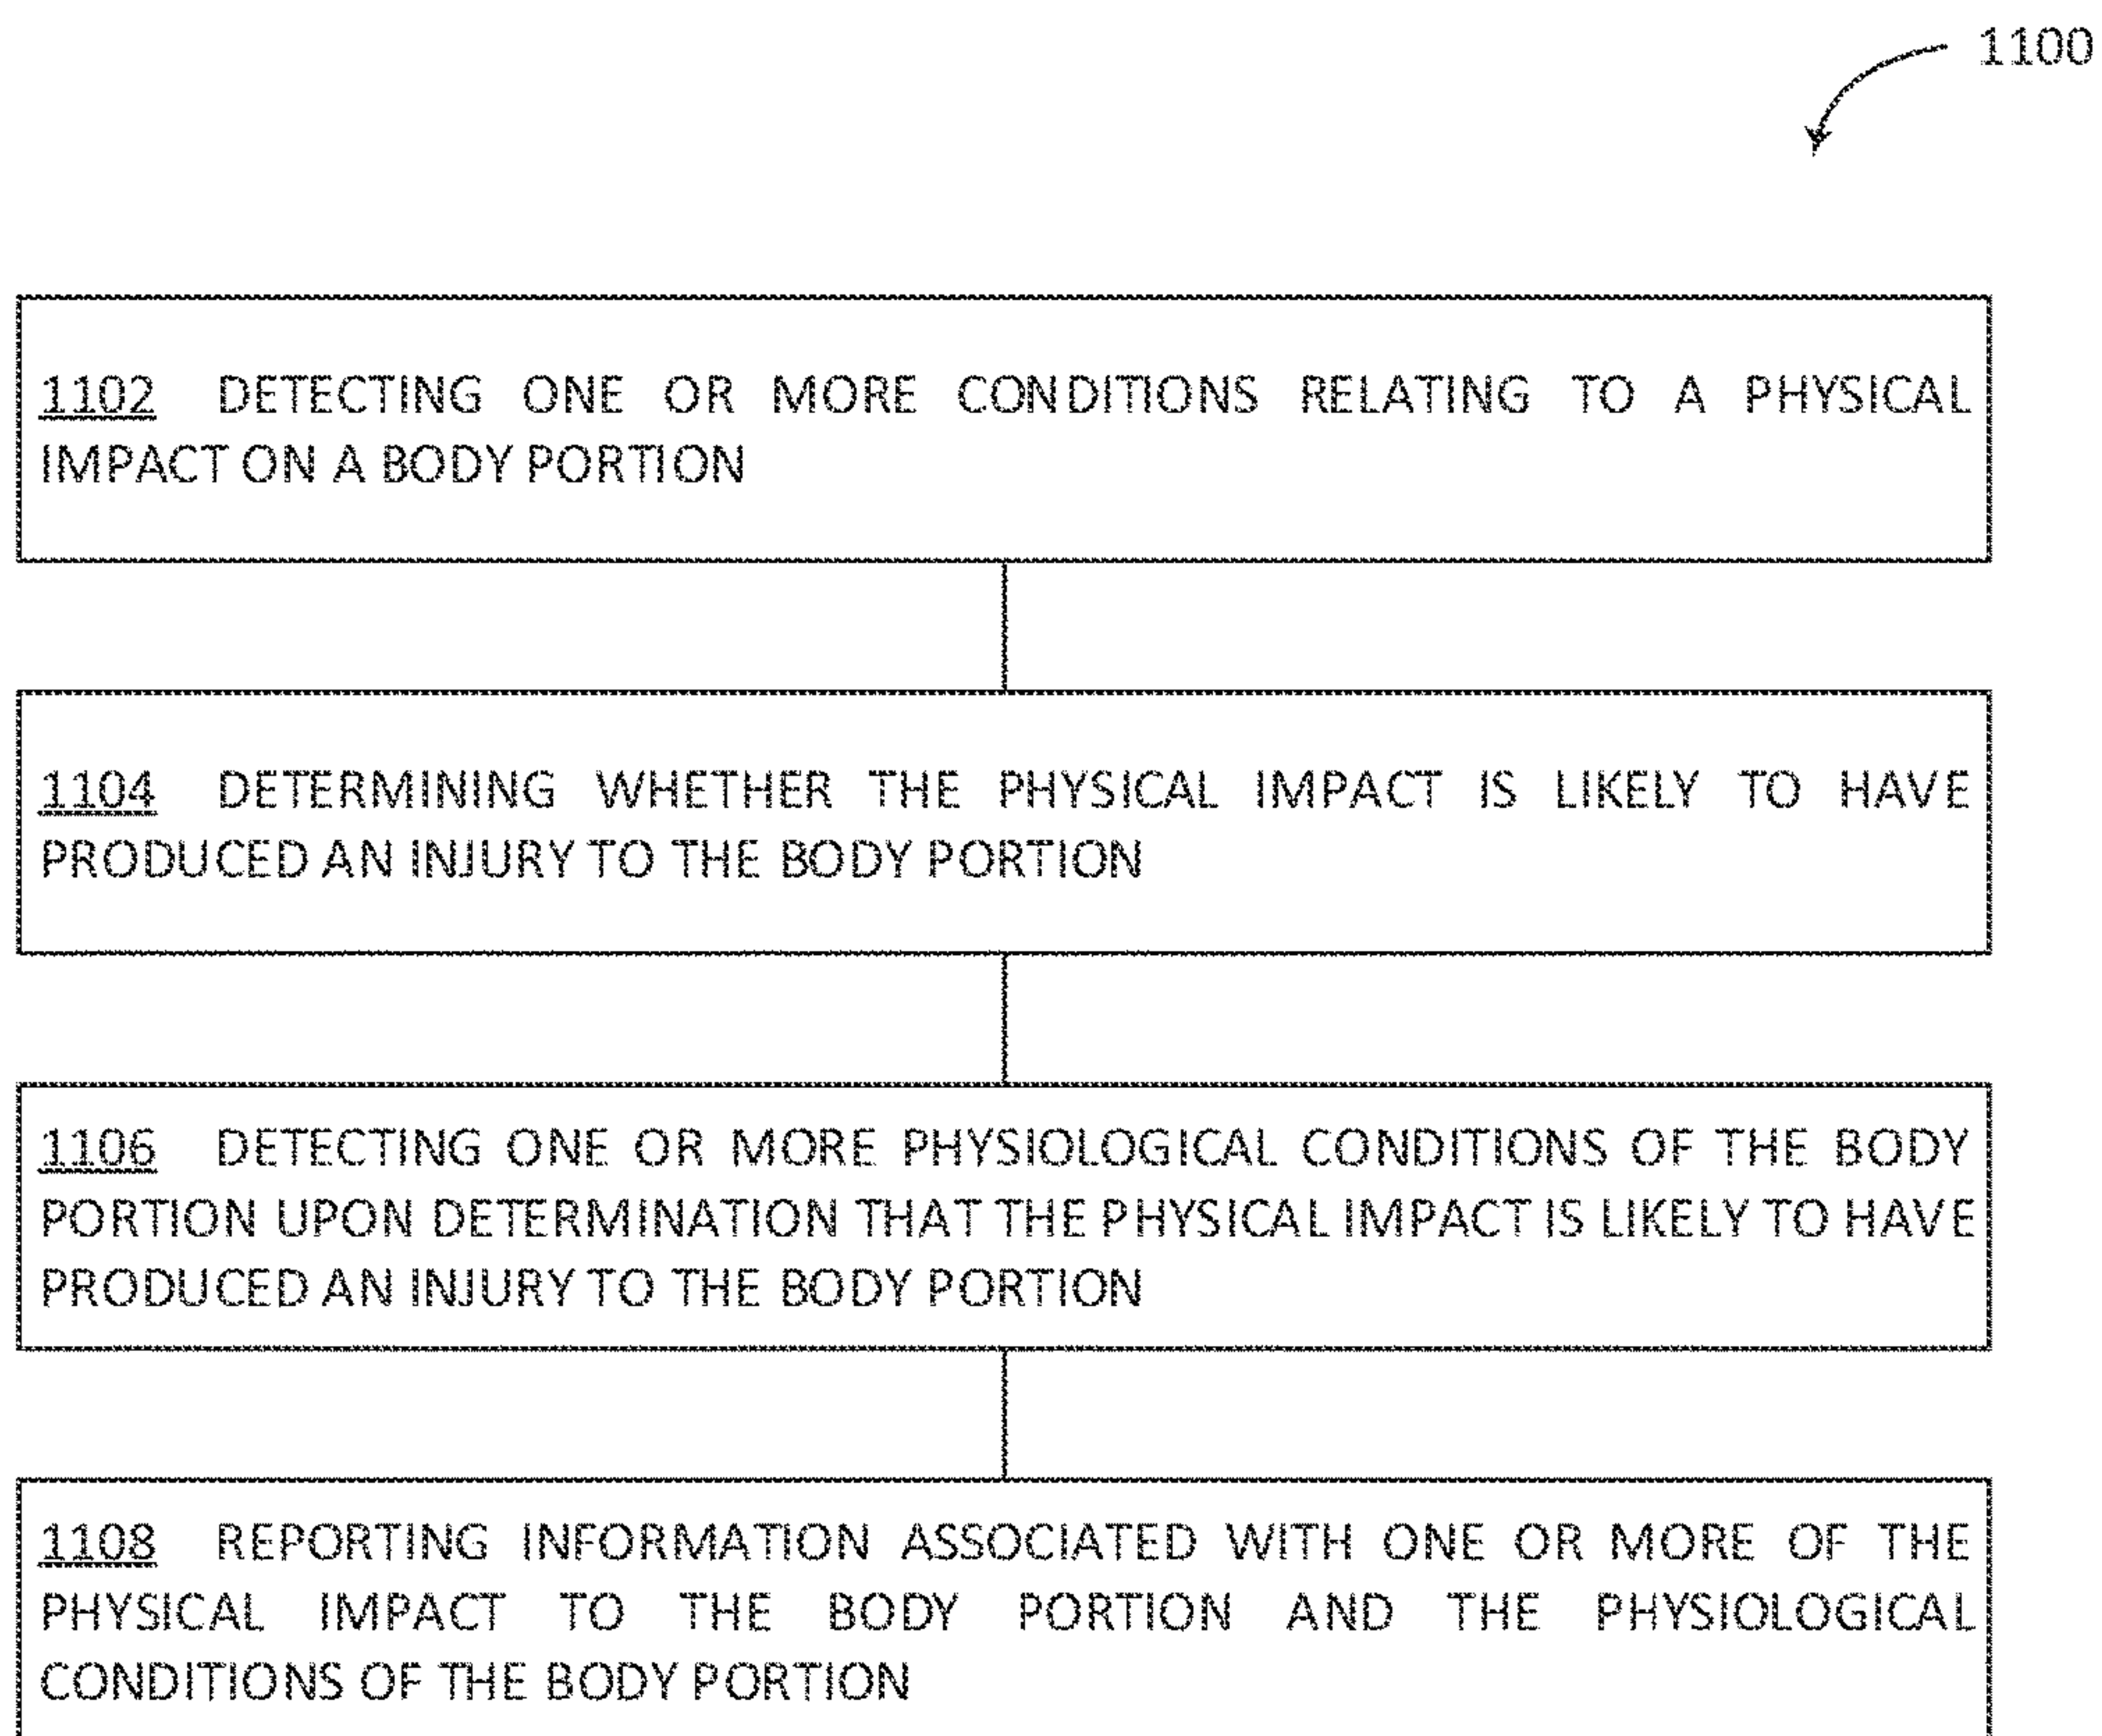 1100
1102 DETECTING ONE OR MORE CONDITIONS RELATING TO A PHYSICAL
IMPACT ON A BODY PORTION
1104 DETERMINING WHETHER THE PHYSICAL IMPACT IS LIKELY TO HAVE
PRODUCED AN INJURY TO THE BODY PORTION
1106 DETECTING ONE OR MORE PHYSIOLOGICAL CONDITIONS OF THE BODY
PORTION UPON DETERMINATION THAT THE PHYSICAL IMPACT IS LIKELY TO HAVE
PRODUCED AN INJURY TO THE BODY PORTION
1108 REPORTING INFORMATION ASSOCIATED WITH ONE OR MORE OF THE
PHYSICAL IMPACT TO THE BODY PORTION AND THE PHYSIOLOGICAL
CONDITIONS OF THE BODY PORTION